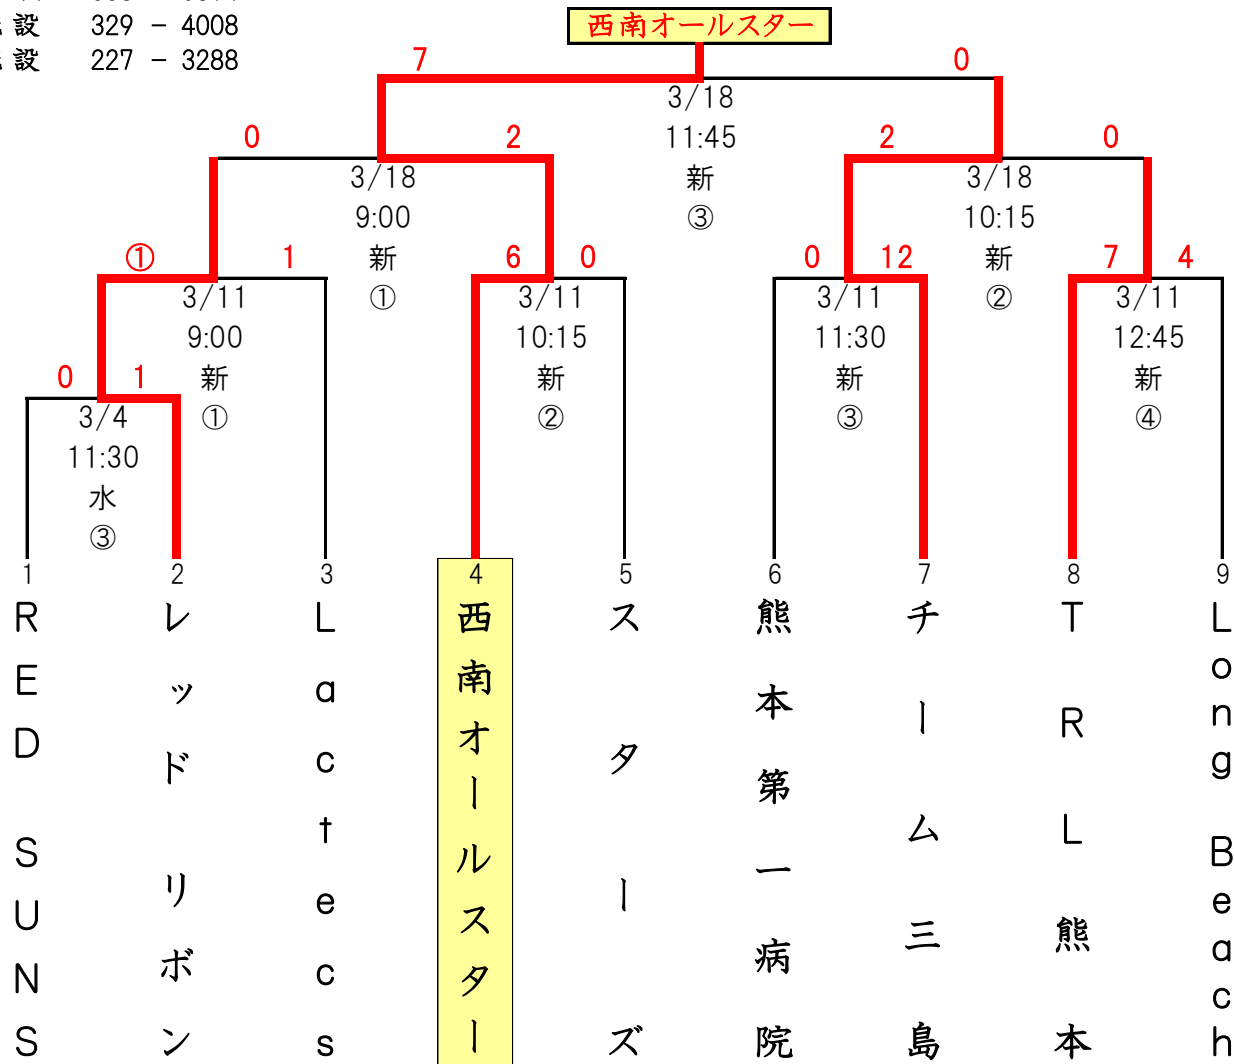 設 329 - 4008
西南オールスター
設 227 - 3288
7 0
3/18
11:45
新
③
0 2
3/18
9:00
新
①
2 0
3/18
10:15
新
②
① 1
3/11
9:00
新
①
6 0
3/11
10:15
新
②
0 12
3/11
11:30
新
③
7 4
3/11
12:45
新
④
0 1
3/4
11:30
水
③
1 2 3 4 5 6 7 8 9
RED SUNS
レッドリボン
Lactecs
西南オールスター
スターズ
熊本第一病院
チーム三島
TRL熊本
Long Beach